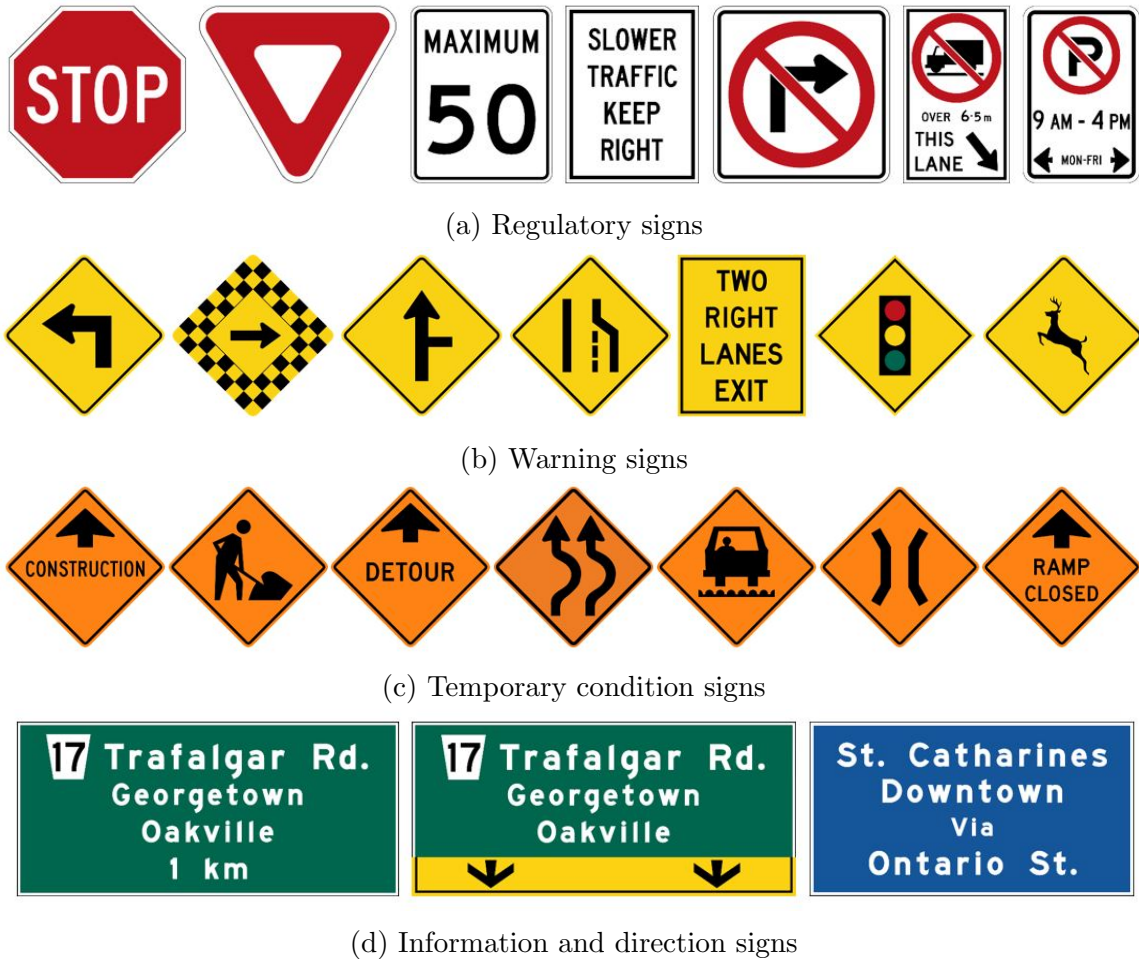 STOP
MAXIMUM
50
SLOWER
TRAFFIC
KEEP
RIGHT
OVER 6·5m
THIS
LANE
P
9 AM - 4 PM
MON-FRI
(a) Regulatory signs
TWO
RIGHT
LANES
EXIT
(b) Warning signs
CONSTRUCTION
DETOUR
RAMP
CLOSED
(c) Temporary condition signs
17 Trafalgar Rd.
Georgetown
Oakville
1 km
17 Trafalgar Rd.
Georgetown
Oakville
St. Catharines
Downtown
Via
Ontario St.
(d) Information and direction signs